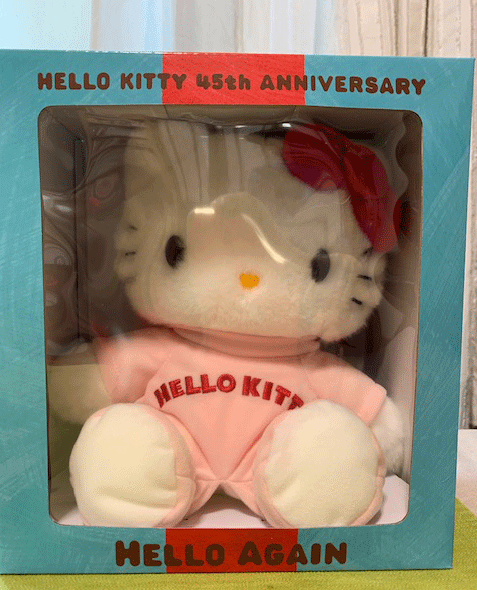 HELLO KITTY 45th ANNIVERSARY
HELLO KITT
HELLO AGAIN